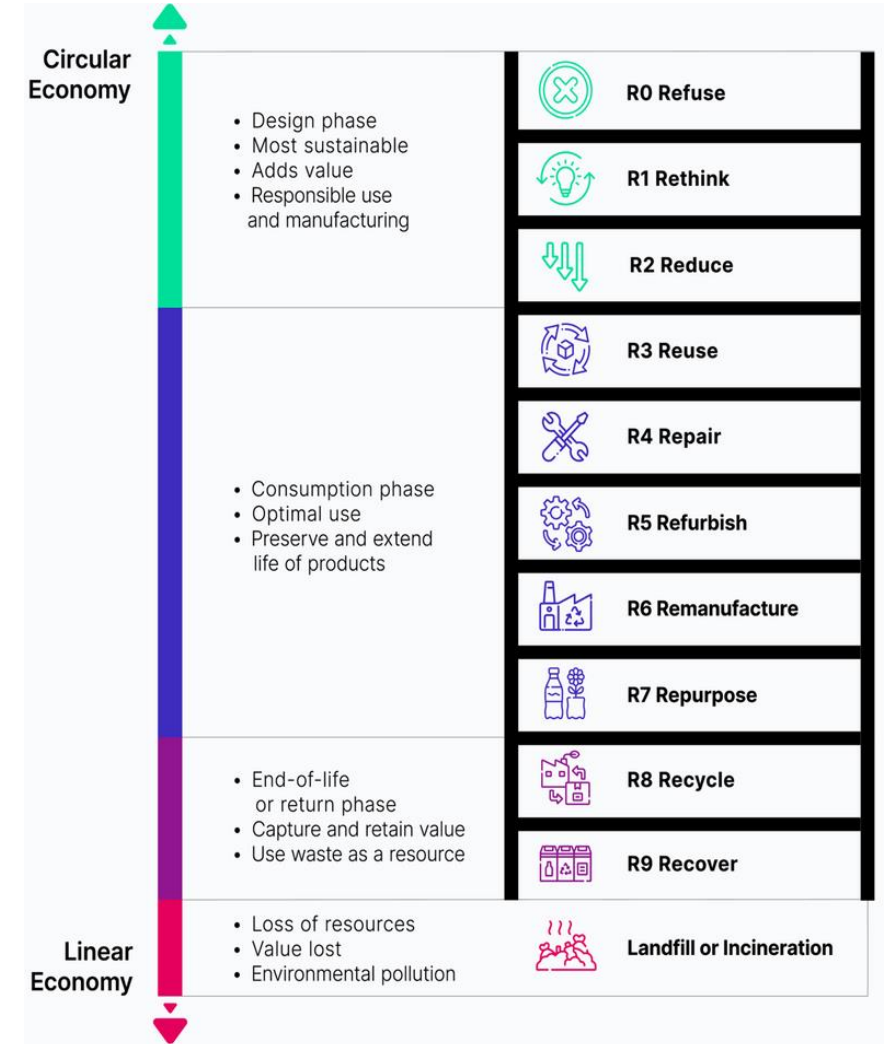 Circular
Economy
• Design phase
• Most sustainable
• Adds value
• Responsible use
and manufacturing
R0 Refuse
R1 Rethink
R2 Reduce
• Consumption phase
• Optimal use
• Preserve and extend
life of products
R3 Reuse
R4 Repair
R5 Refurbish
R6 Remanufacture
R7 Repurpose
• End-of-life
or return phase
• Capture and retain value
• Use waste as a resource
R8 Recycle
R9 Recover
Linear
Economy
• Loss of resources
• Value lost
• Environmental pollution
Landfill or Incineration